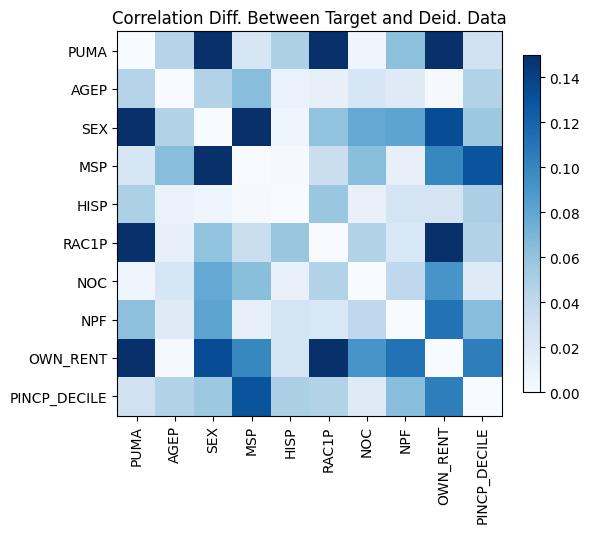 Correlation Diff. Between Target and Deid. Data
PUMA
AGEP
SEX
MSP
HISP
RAC1P
NOC
NPF
OWN_RENT
PINCP_DECILE
PUMA
AGEP
SEX
MSP
HISP
RAC1P
NOC
NPF
OWN_RENT
PINCP_DECILE
0.14
0.12
0.10
0.08
0.06
0.04
0.02
0.00